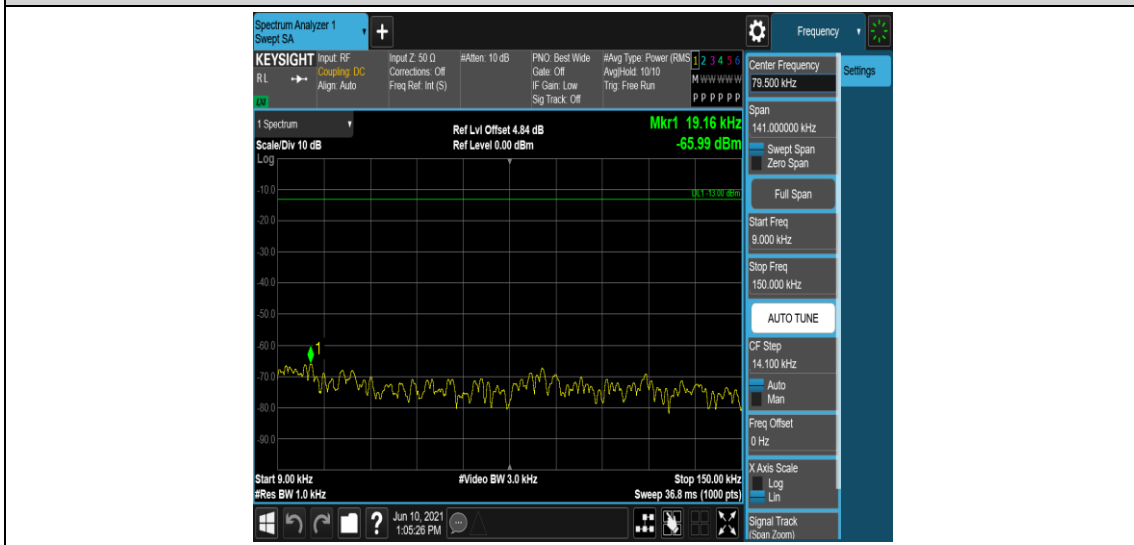 Spectrum Analyzer 1
Swept SA
+
Frequency
KEYSIGHT
RL
LXI
Input: RF
Coupling: DC
Align: Auto
Input Z: 50 Ω
Corrections: Off
Freq Ref: Int (S)
#Atten: 10 dB
PNO: Best Wide
Gate: Off
IF Gain: Low
Sig Track: Off
#Avg Type: Power (RMS
Avg|Hold: 10/10
Trig: Free Run
1 2 3 4 5 6
M W W W W W
P P P P P P
Center Frequency
79.500 kHz
Settings
1 Spectrum
Scale/Div 10 dB
Ref Lvl Offset 4.84 dB
Ref Level 0.00 dBm
Mkr1 19.16 kHz
-65.99 dBm
Span
141.000000 kHz
Swept Span
Zero Span
Full Span
Start Freq
9.000 kHz
Stop Freq
150.000 kHz
AUTO TUNE
CF Step
14.100 kHz
Auto
Man
Freq Offset
0 Hz
X Axis Scale
Log
Lin
Signal Track
(Span Zoom)
Log
-10.0
DL1 -13.00 dBm
-20.0
-30.0
-40.0
-50.0
-60.0
1
-70.0
-80.0
-90.0
Start 9.00 kHz
#Res BW 1.0 kHz
#Video BW 3.0 kHz
Stop 150.00 kHz
Sweep 36.8 ms (1000 pts)
?
Jun 10, 2021
1:05:26 PM